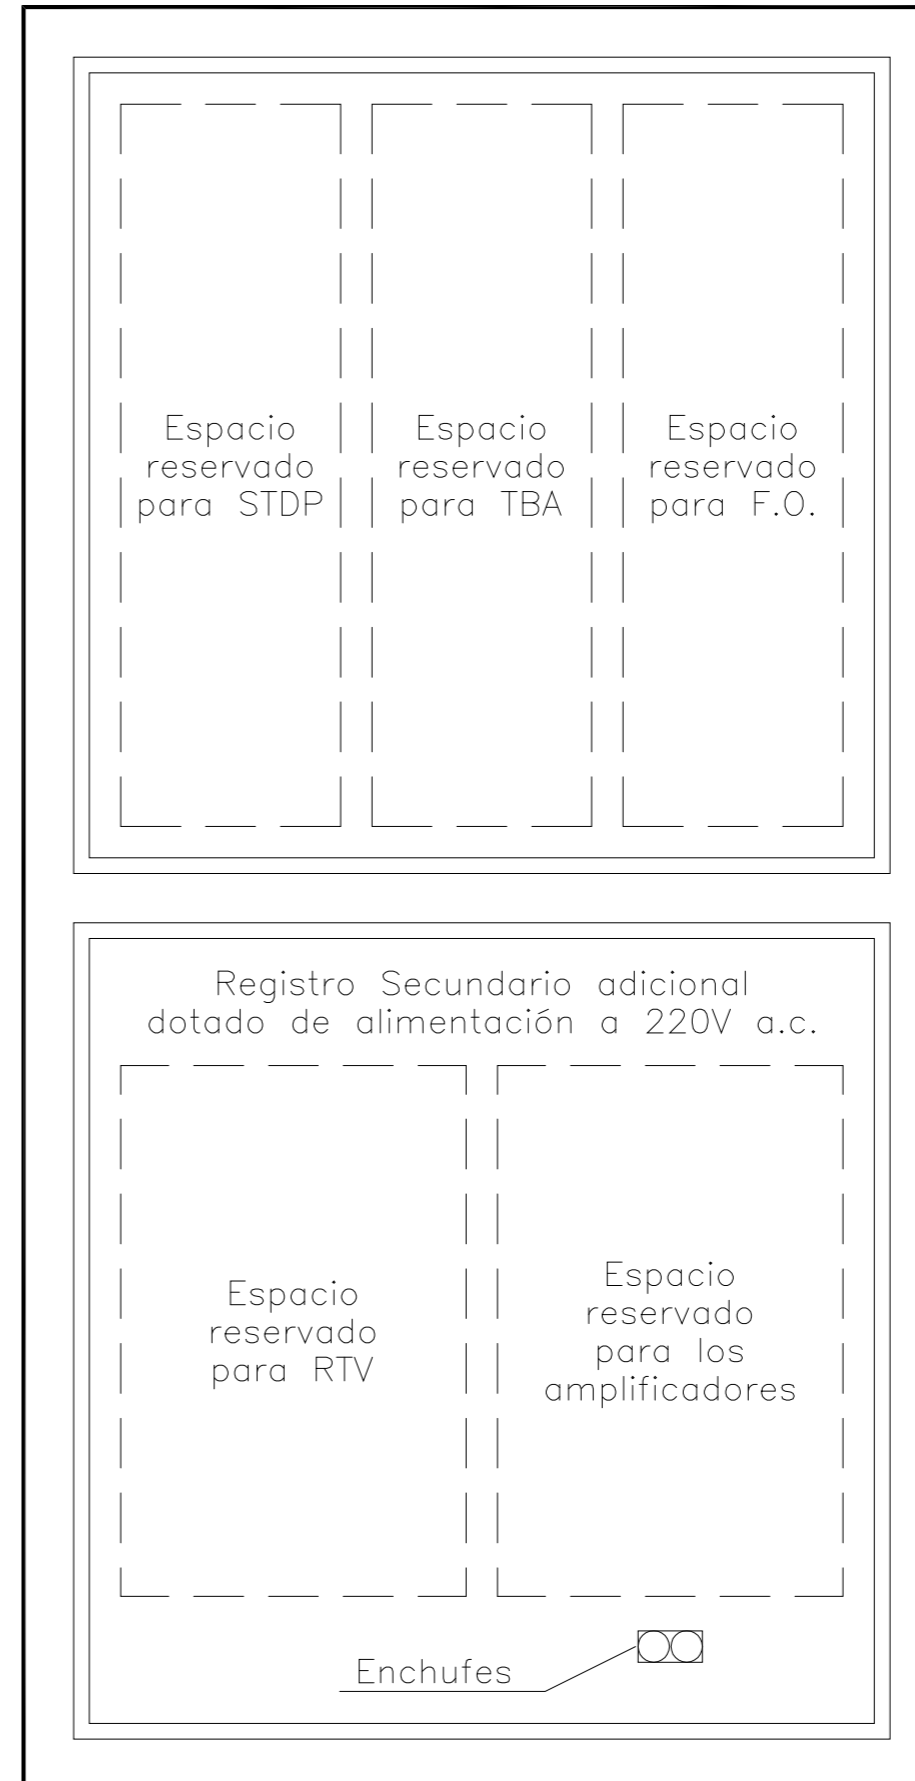 Espacio
reservado
para STDP
Espacio
reservado
para TBA
Espacio
reservado
para F.O.
Registro Secundario adicional
dotado de alimentación a 220V a.c.
Espacio
reservado
para RTV
Espacio
reservado
para los
amplificadores
Enchufes